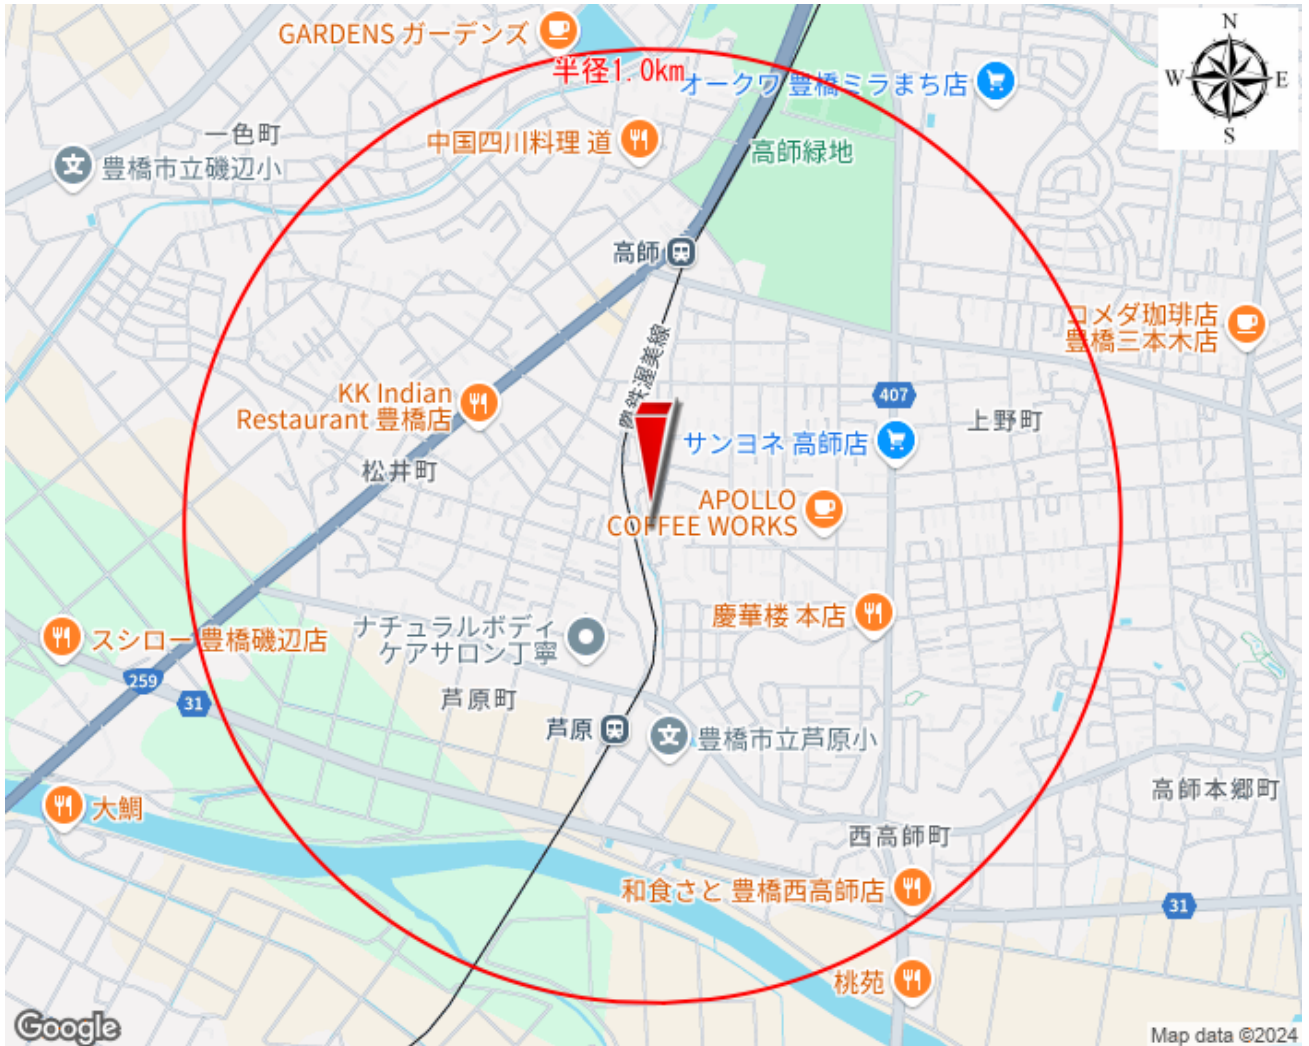 GARDENS ガーデンズ
半径1.0km
オークワ 豊橋ミラまち店
N
W
E
S
一色町
中国四川料理 道
高師緑地
豊橋市立磯辺小
高師
コメダ珈琲店
豊橋三本木店
豊鉄渥美線
KK Indian
Restaurant 豊橋店
407
上野町
サンヨネ 高師店
松井町
APOLLO
COFFEE WORKS
慶華楼 本店
ナチュラルボディ
ケアサロン丁寧
スシロー 豊橋磯辺店
259
31
芦原町
芦原
豊橋市立芦原小
高師本郷町
大鯛
西高師町
和食さと 豊橋西高師店
31
桃苑
Google
Map data ©2024